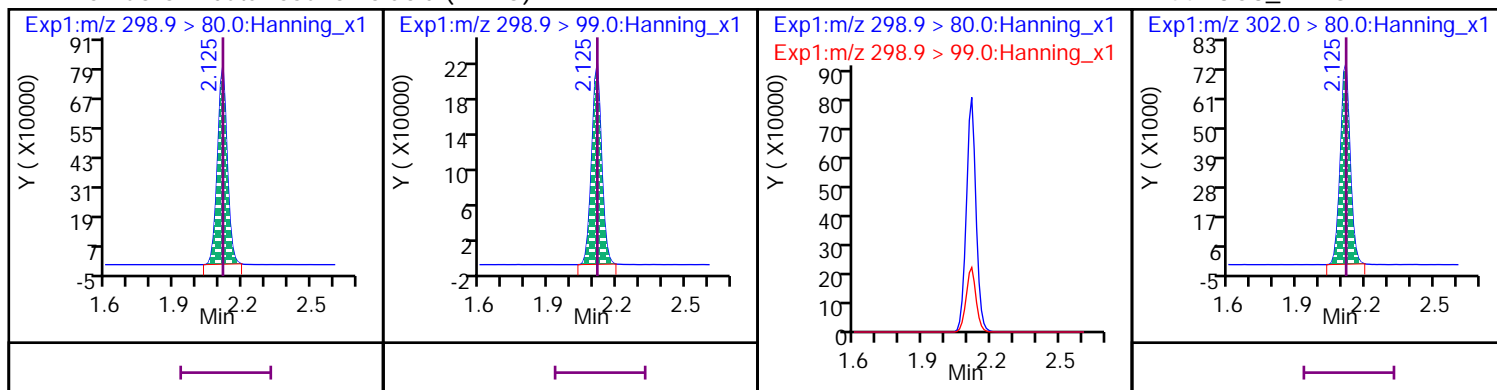 Exp1:m/z 298.9 > 80.0:Hanning_x1
Y ( X10000)
91
79
67
55
43
31
19
7
-5
2.125
1.6 1.9 2.2 2.5
Min
Exp1:m/z 298.9 > 99.0:Hanning_x1
Y ( X10000)
22
18
14
10
6
2
-2
2.125
1.6 1.9 2.2 2.5
Min
Exp1:m/z 298.9 > 80.0:Hanning_x1
Exp1:m/z 298.9 > 99.0:Hanning_x1
Y ( X10000)
90
80
70
60
50
40
30
20
10
0
1.6 1.9 2.2 2.5
Min
Exp1:m/z 302.0 > 80.0:Hanning_x1
Y ( X1000)
83
72
61
50
39
28
17
6
-5
2.125
1.6 1.9 2.2 2.5
Min